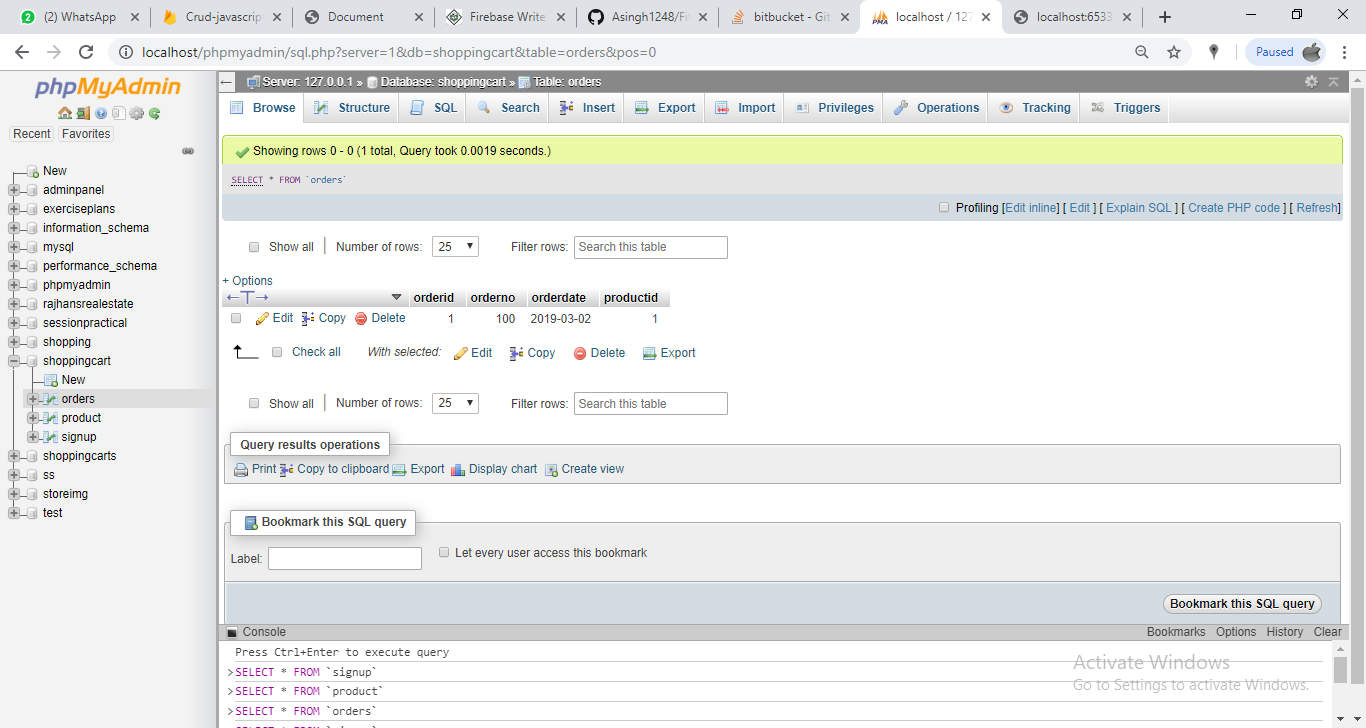 (2) WhatsApp
Crud-javascrip
Document
Firebase Write
Asingh1248/Fi
bitbucket - Git
localhost / 127
localhost:6533
localhost/phpmyadmin/sql.php?server=1&db=shoppingcart&table=orders&pos=0
Paused
phpMyAdmin
Recent Favorites
New
adminpanel
exerciseplans
information_schema
mysql
performance_schema
phpmyadmin
rajhansrealestate
sessionpractical
shopping
shoppingcart
New
orders
product
signup
shoppingcarts
ss
storeimg
test
Server: 127.0.0.1 » Database: shoppingcart » Table: orders
Browse Structure SQL Search Insert Export Import Privileges Operations Tracking Triggers
Showing rows 0 - 0 (1 total, Query took 0.0019 seconds.)
SELECT * FROM `orders`
Profiling [Edit inline] [ Edit ] [ Explain SQL ] [ Create PHP code ] [ Refresh]
Show all Number of rows: 25 Filter rows: Search this table
+ Options
←T→ orderid orderno orderdate productid
Edit Copy Delete 1 100 2019-03-02 1
Check all With selected: Edit Copy Delete Export
Show all Number of rows: 25 Filter rows: Search this table
Query results operations
Print Copy to clipboard Export Display chart Create view
Bookmark this SQL query
Label: Let every user access this bookmark
Bookmark this SQL query
Console Bookmarks Options History Clear
Press Ctrl+Enter to execute query
>SELECT * FROM `signup`
>SELECT * FROM `product`
>SELECT * FROM `orders`
Activate Windows
Go to Settings to activate Windows.